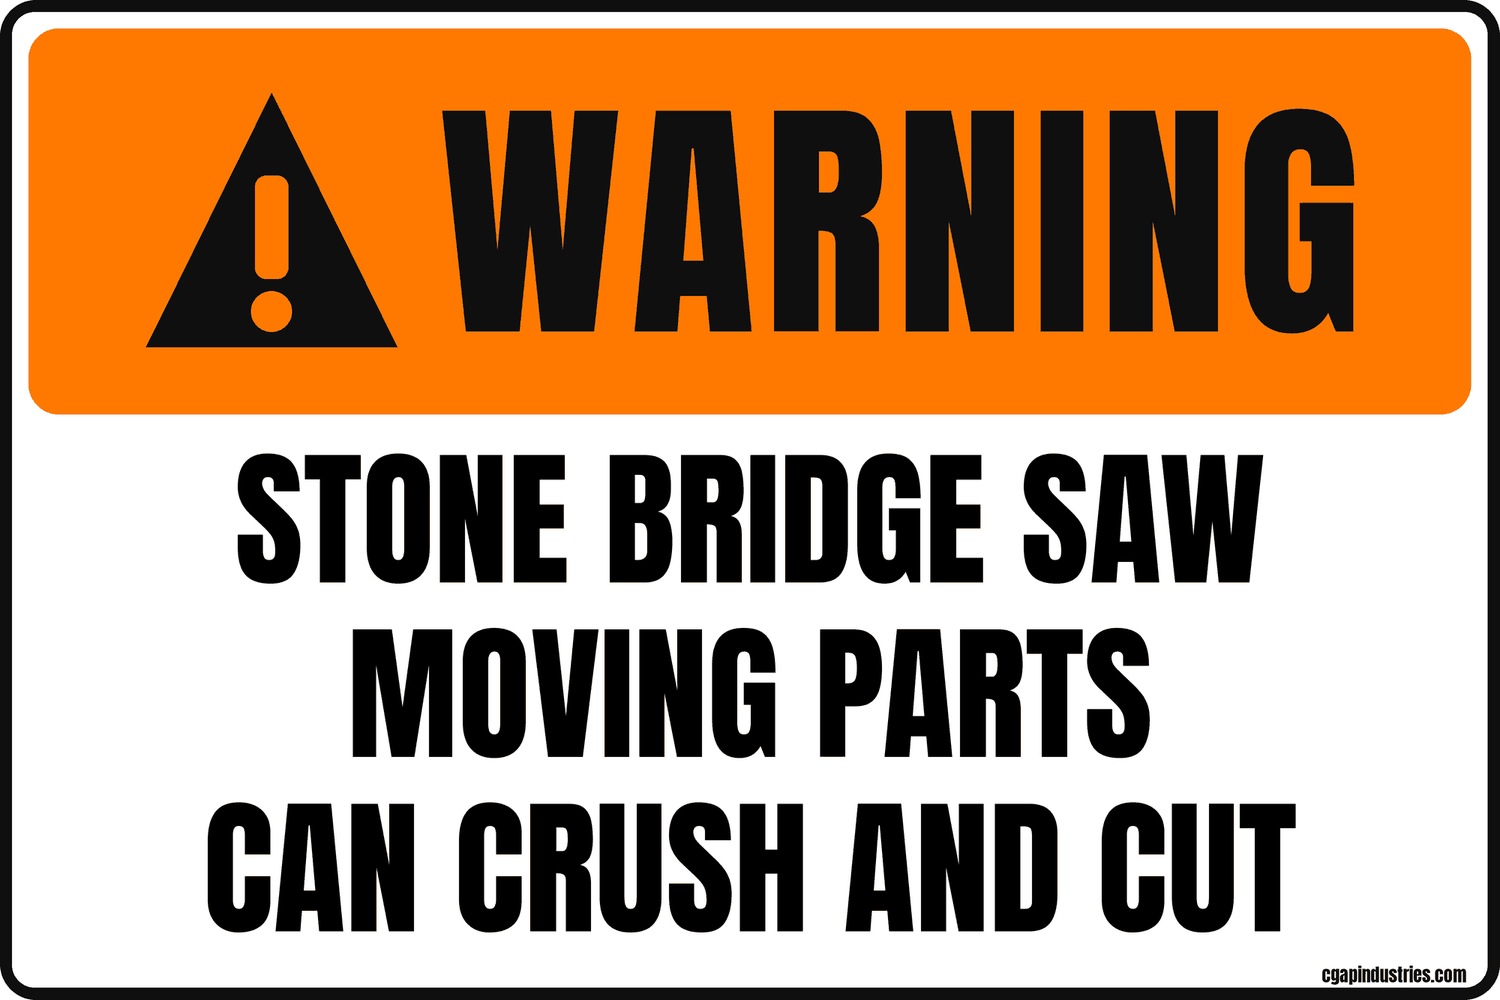 WARNING
STONE BRIDGE SAW
MOVING PARTS
CAN CRUSH AND CUT
cgapindustries.com